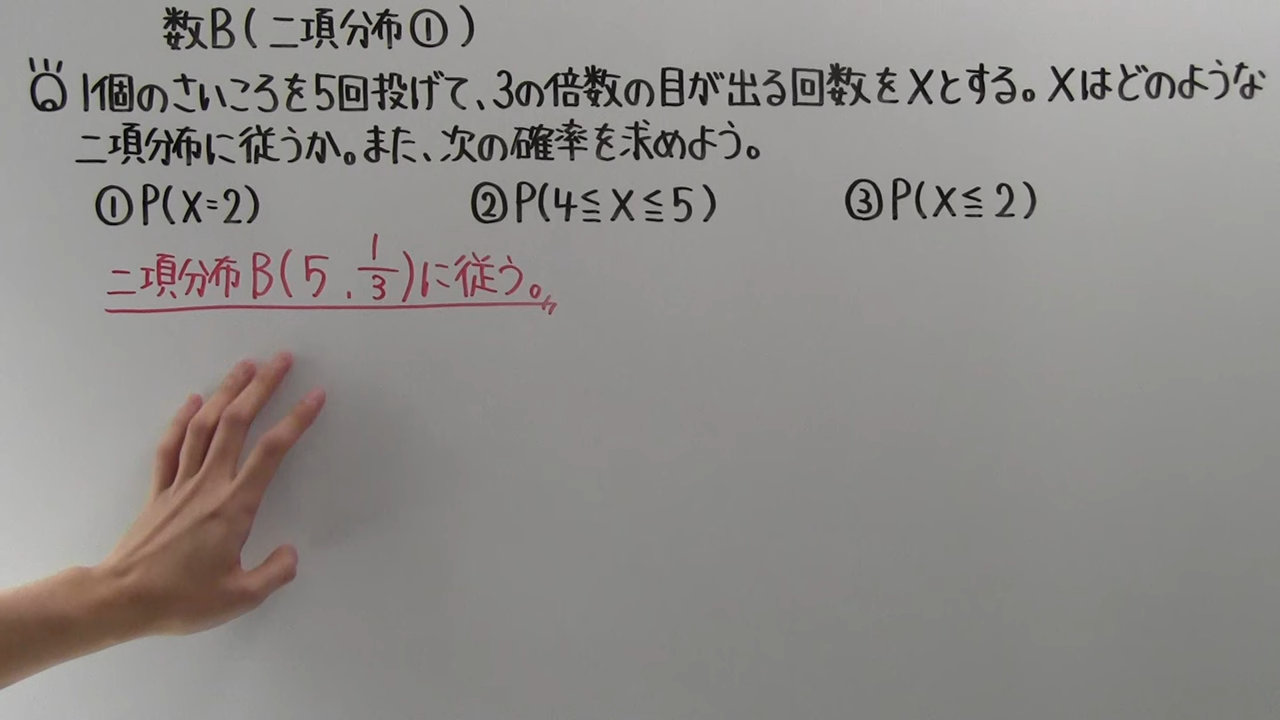 数B(二項分布①)
1個のさいころを5回投げて、3の倍数の目が出る回数をXとする。Xはどのような
二項分布に従うか。また、次の確率を求めよう。
①P(X=2) ②P(4≦X≦5) ③P(X≦2)
二項分布B(5, 1/3)に従う。